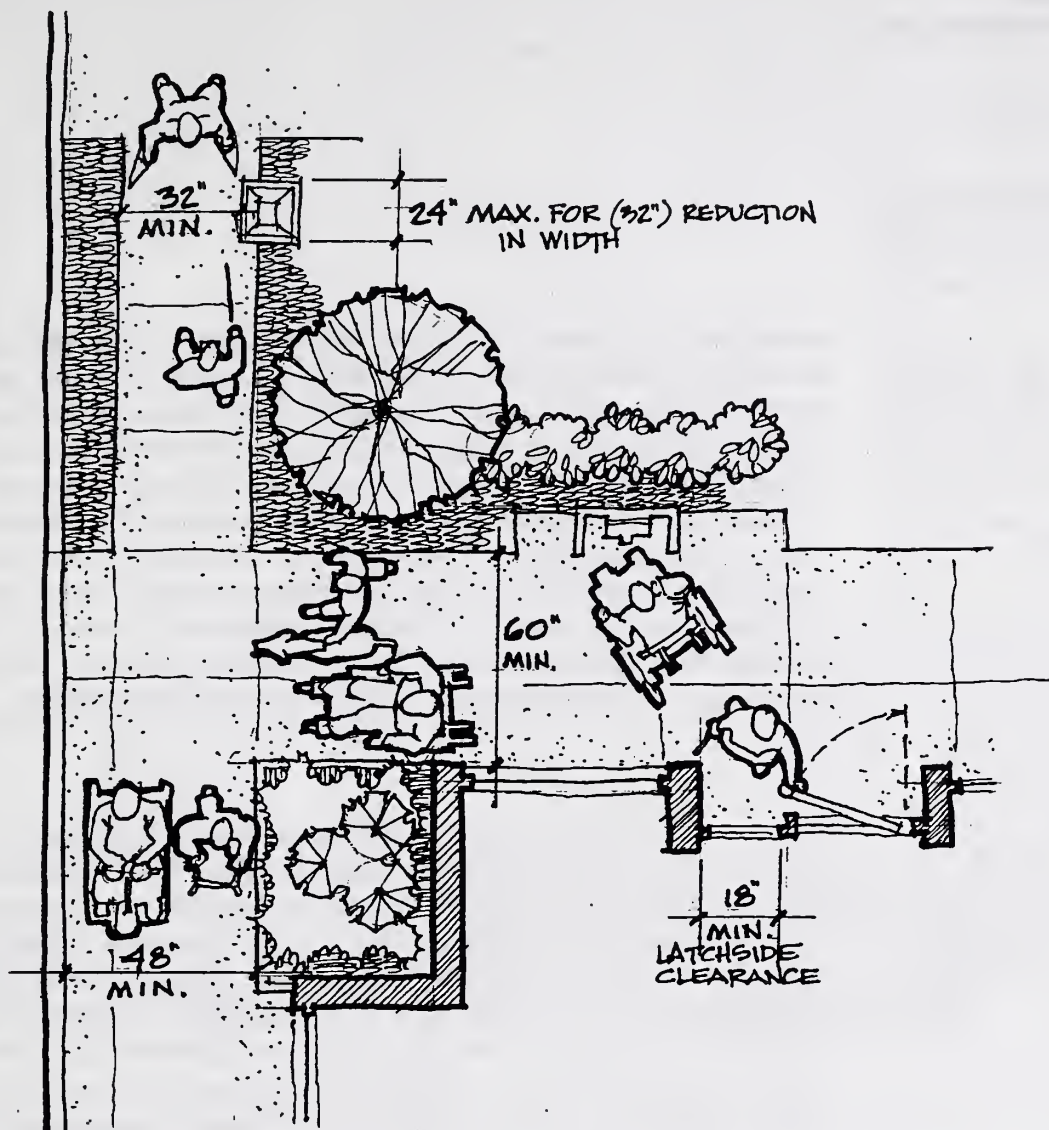 32"
MIN.
24" MAX. FOR (32") REDUCTION
IN WIDTH
60"
MIN.
48"
MIN.
18"
MIN.
LATCHSIDE
CLEARANCE